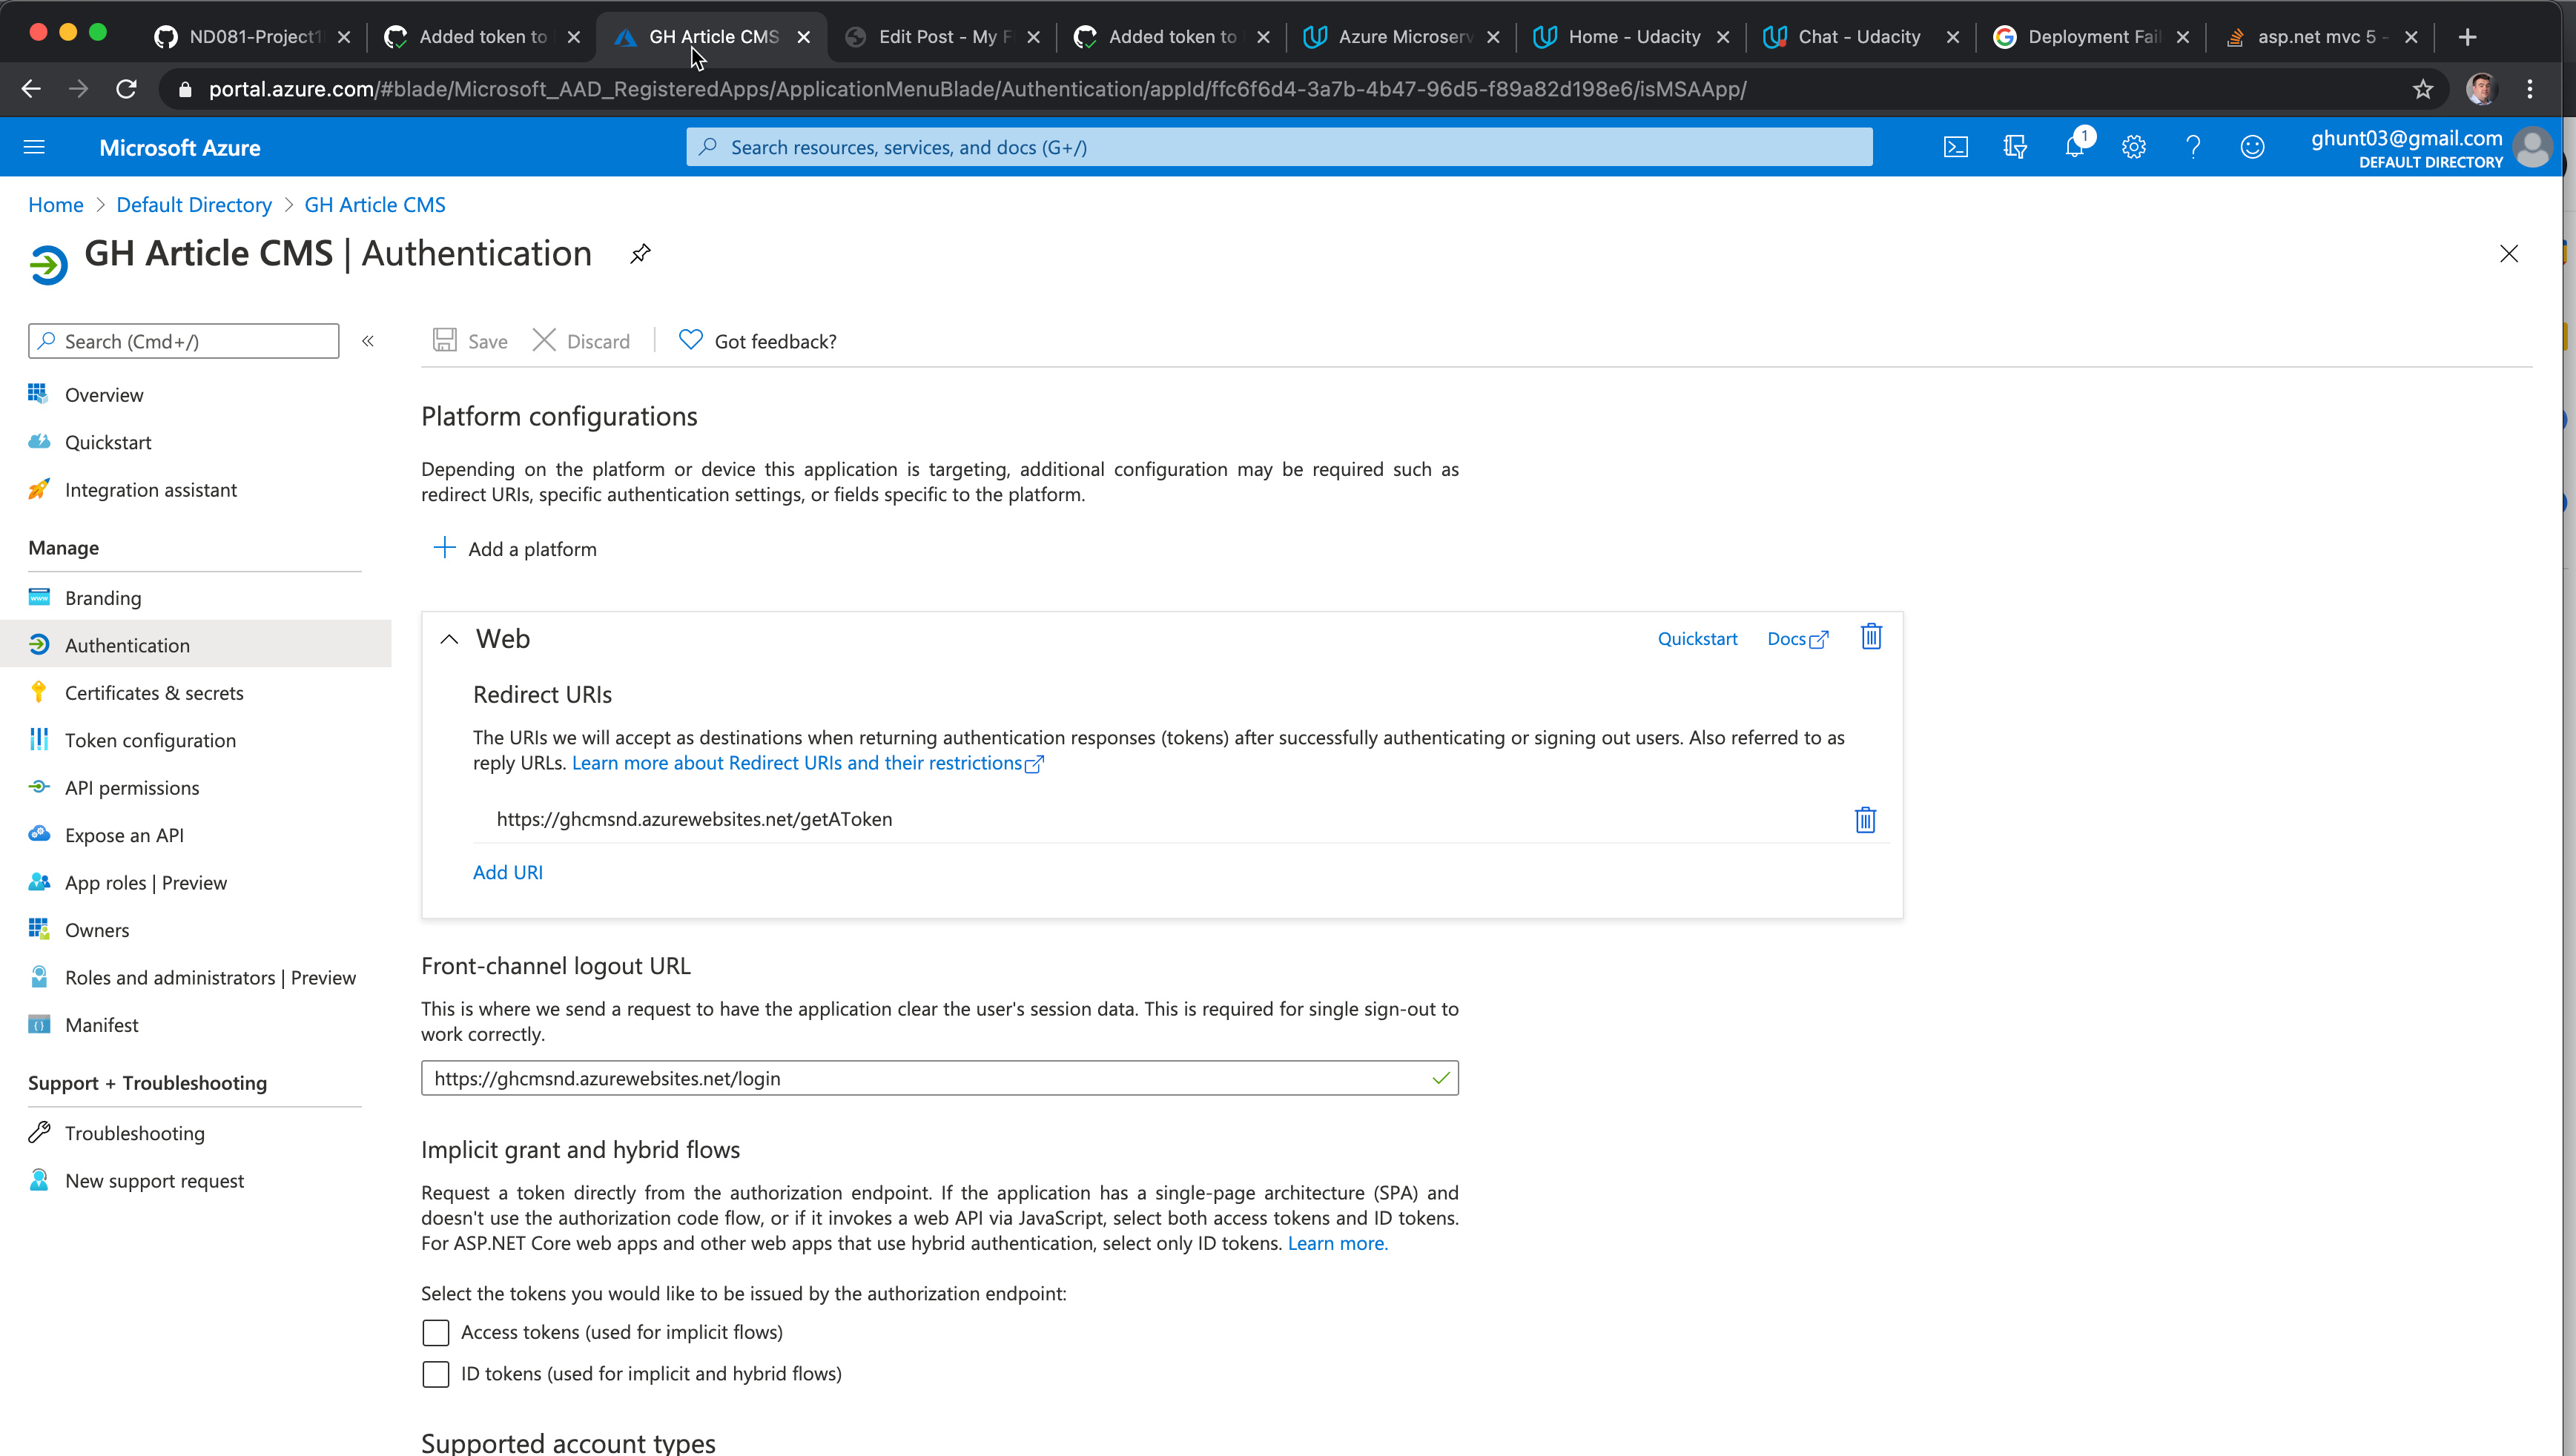 ND081-Project1
Added token to
GH Article CMS
Edit Post - My F
Added token to
Azure Microserv
Home - Udacity
Chat - Udacity
Deployment Fail
asp.net mvc 5 -
portal.azure.com/#blade/Microsoft_AAD_RegisteredApps/ApplicationMenuBlade/Authentication/appId/ffc6f6d4-3a7b-4b47-96d5-f89a82d198e6/isMSAApp/
Microsoft Azure
Search resources, services, and docs (G+/)
1
ghunt03@gmail.com
DEFAULT DIRECTORY
Home > Default Directory > GH Article CMS
GH Article CMS | Authentication
Search (Cmd+/)
«
Save
Discard
Got feedback?
Overview
Quickstart
Integration assistant
Manage
Branding
Authentication
Certificates & secrets
Token configuration
API permissions
Expose an API
App roles | Preview
Owners
Roles and administrators | Preview
Manifest
Support + Troubleshooting
Troubleshooting
New support request
Platform configurations
Depending on the platform or device this application is targeting, additional configuration may be required such as
redirect URIs, specific authentication settings, or fields specific to the platform.
Add a platform
Web
Quickstart
Docs
Redirect URIs
The URIs we will accept as destinations when returning authentication responses (tokens) after successfully authenticating or signing out users. Also referred to as
reply URLs. Learn more about Redirect URIs and their restrictions
https://ghcmsnd.azurewebsites.net/getAToken
Add URI
Front-channel logout URL
This is where we send a request to have the application clear the user's session data. This is required for single sign-out to
work correctly.
https://ghcmsnd.azurewebsites.net/login
Implicit grant and hybrid flows
Request a token directly from the authorization endpoint. If the application has a single-page architecture (SPA) and
doesn't use the authorization code flow, or if it invokes a web API via JavaScript, select both access tokens and ID tokens.
For ASP.NET Core web apps and other web apps that use hybrid authentication, select only ID tokens. Learn more.
Select the tokens you would like to be issued by the authorization endpoint:
Access tokens (used for implicit flows)
ID tokens (used for implicit and hybrid flows)
Supported account types